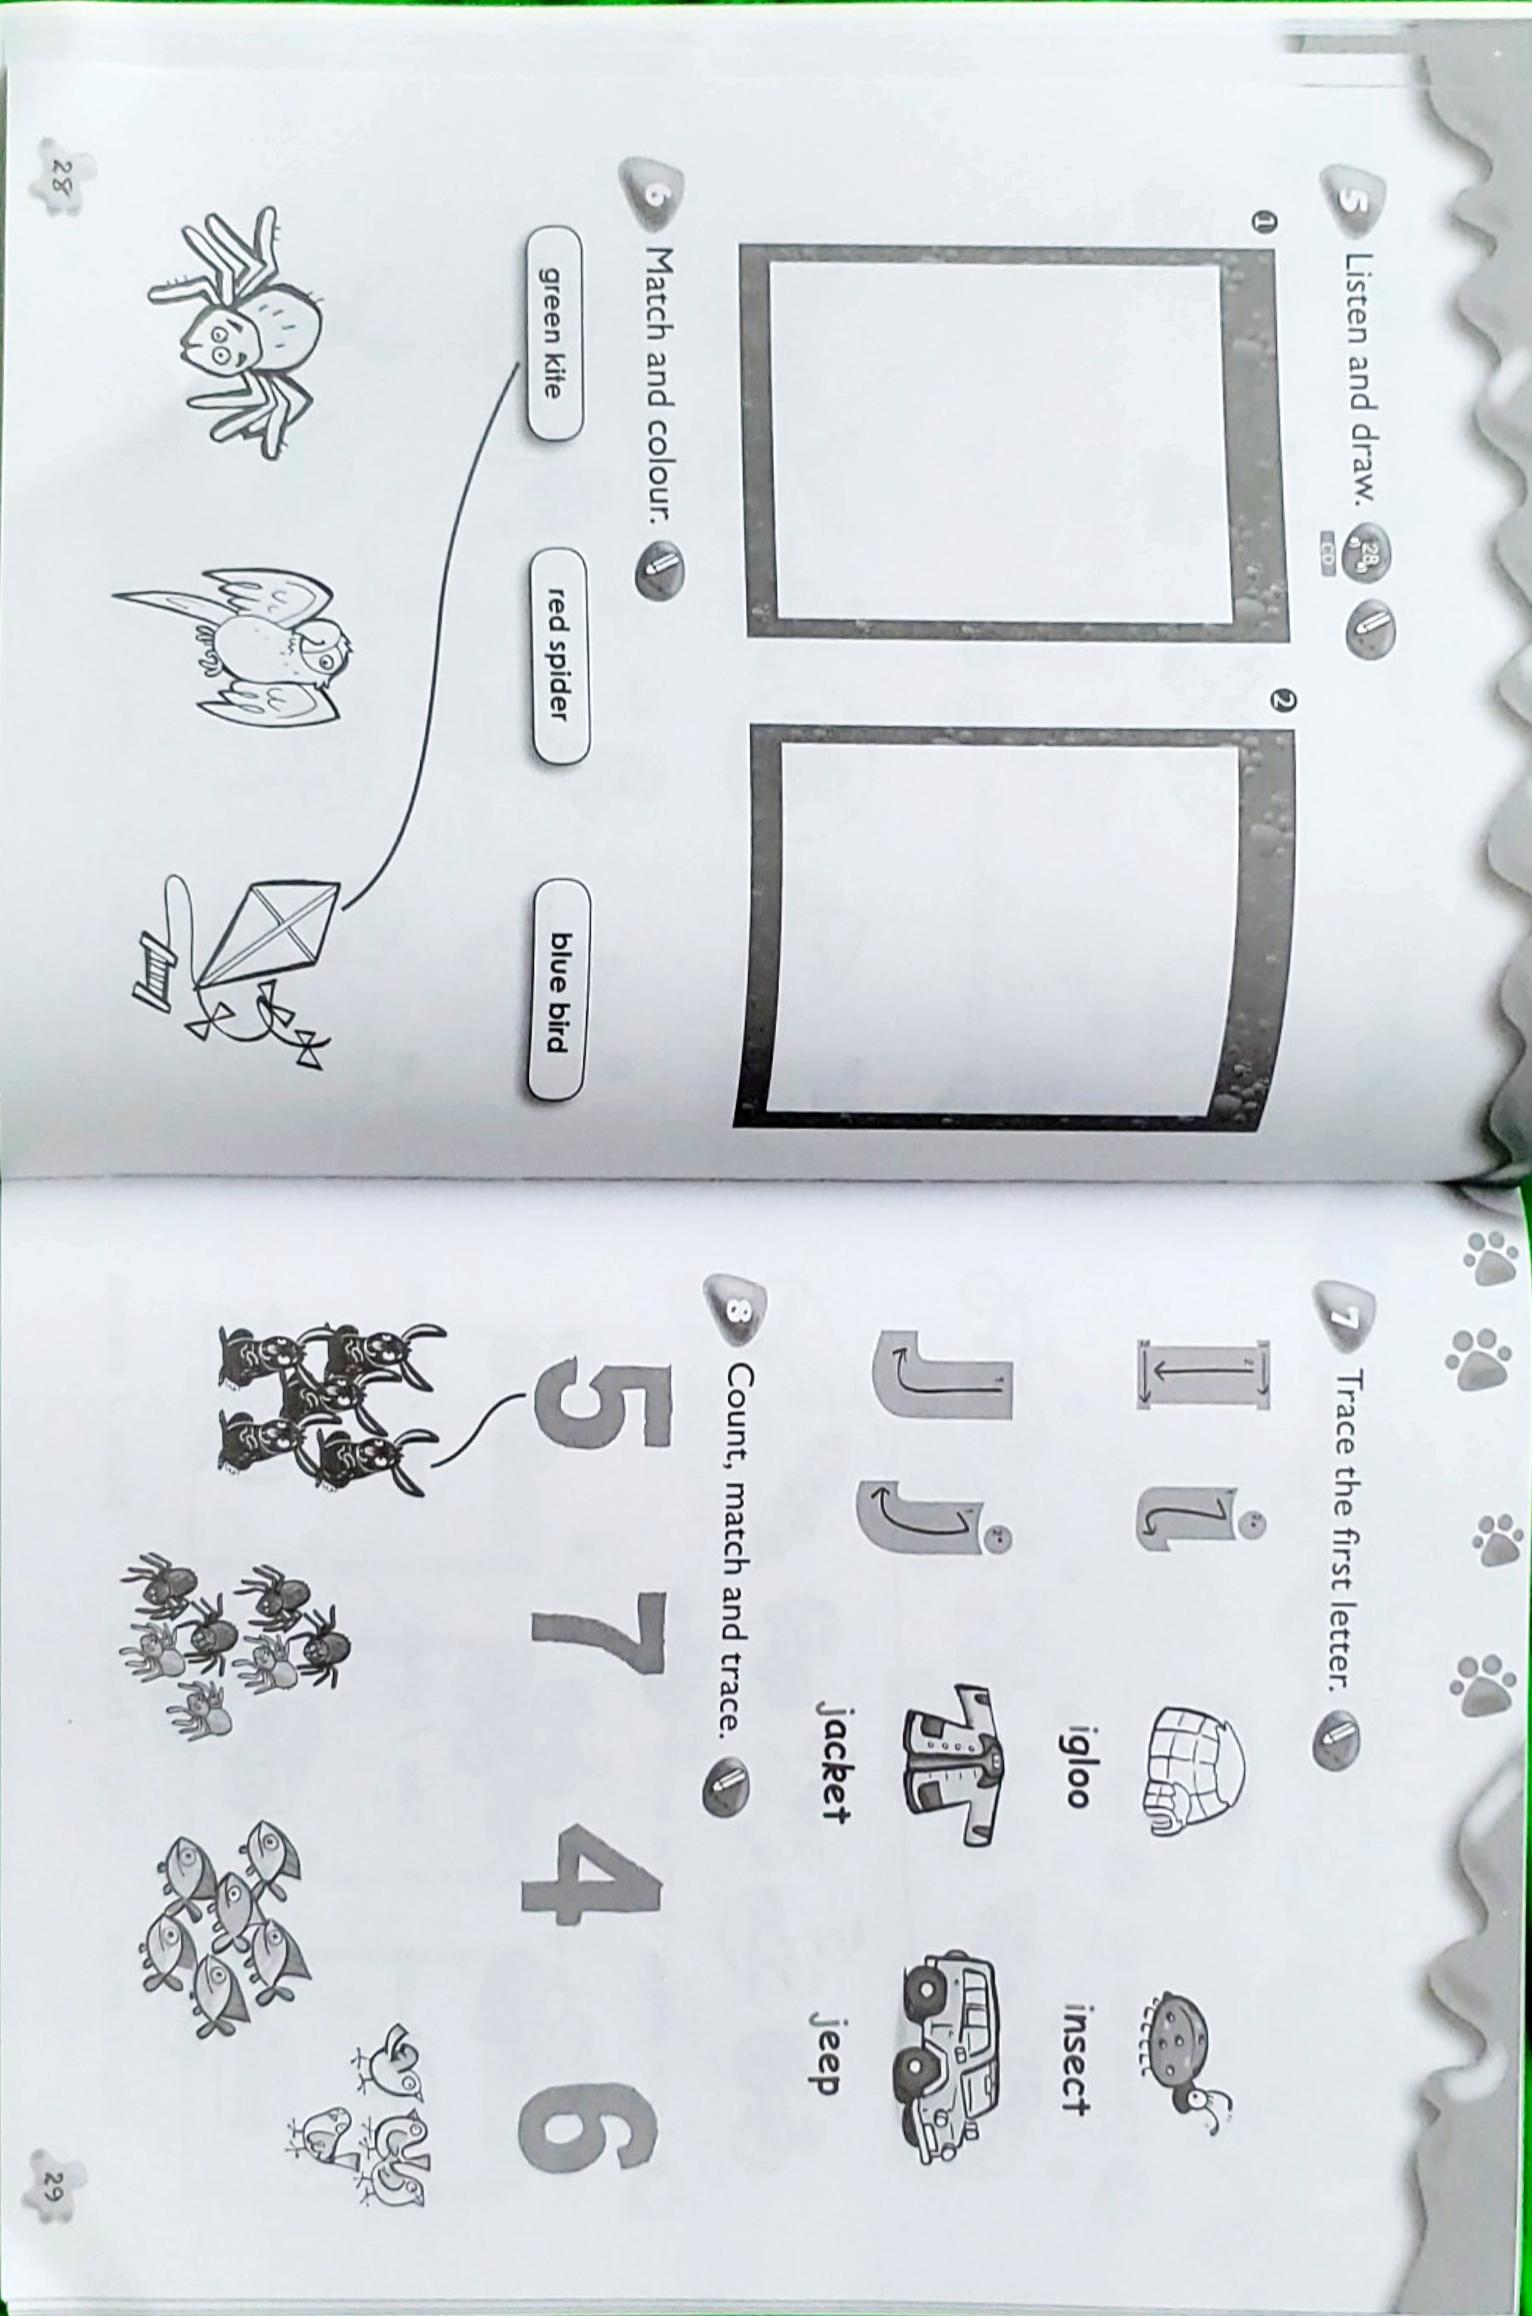 5 Listen and draw. 28
CD
1 2
6 Match and colour.
green kite red spider blue bird
28
7 Trace the first letter.
I i
igloo insect
J j
jacket jeep
8 Count, match and trace.
5 7 4 6
29